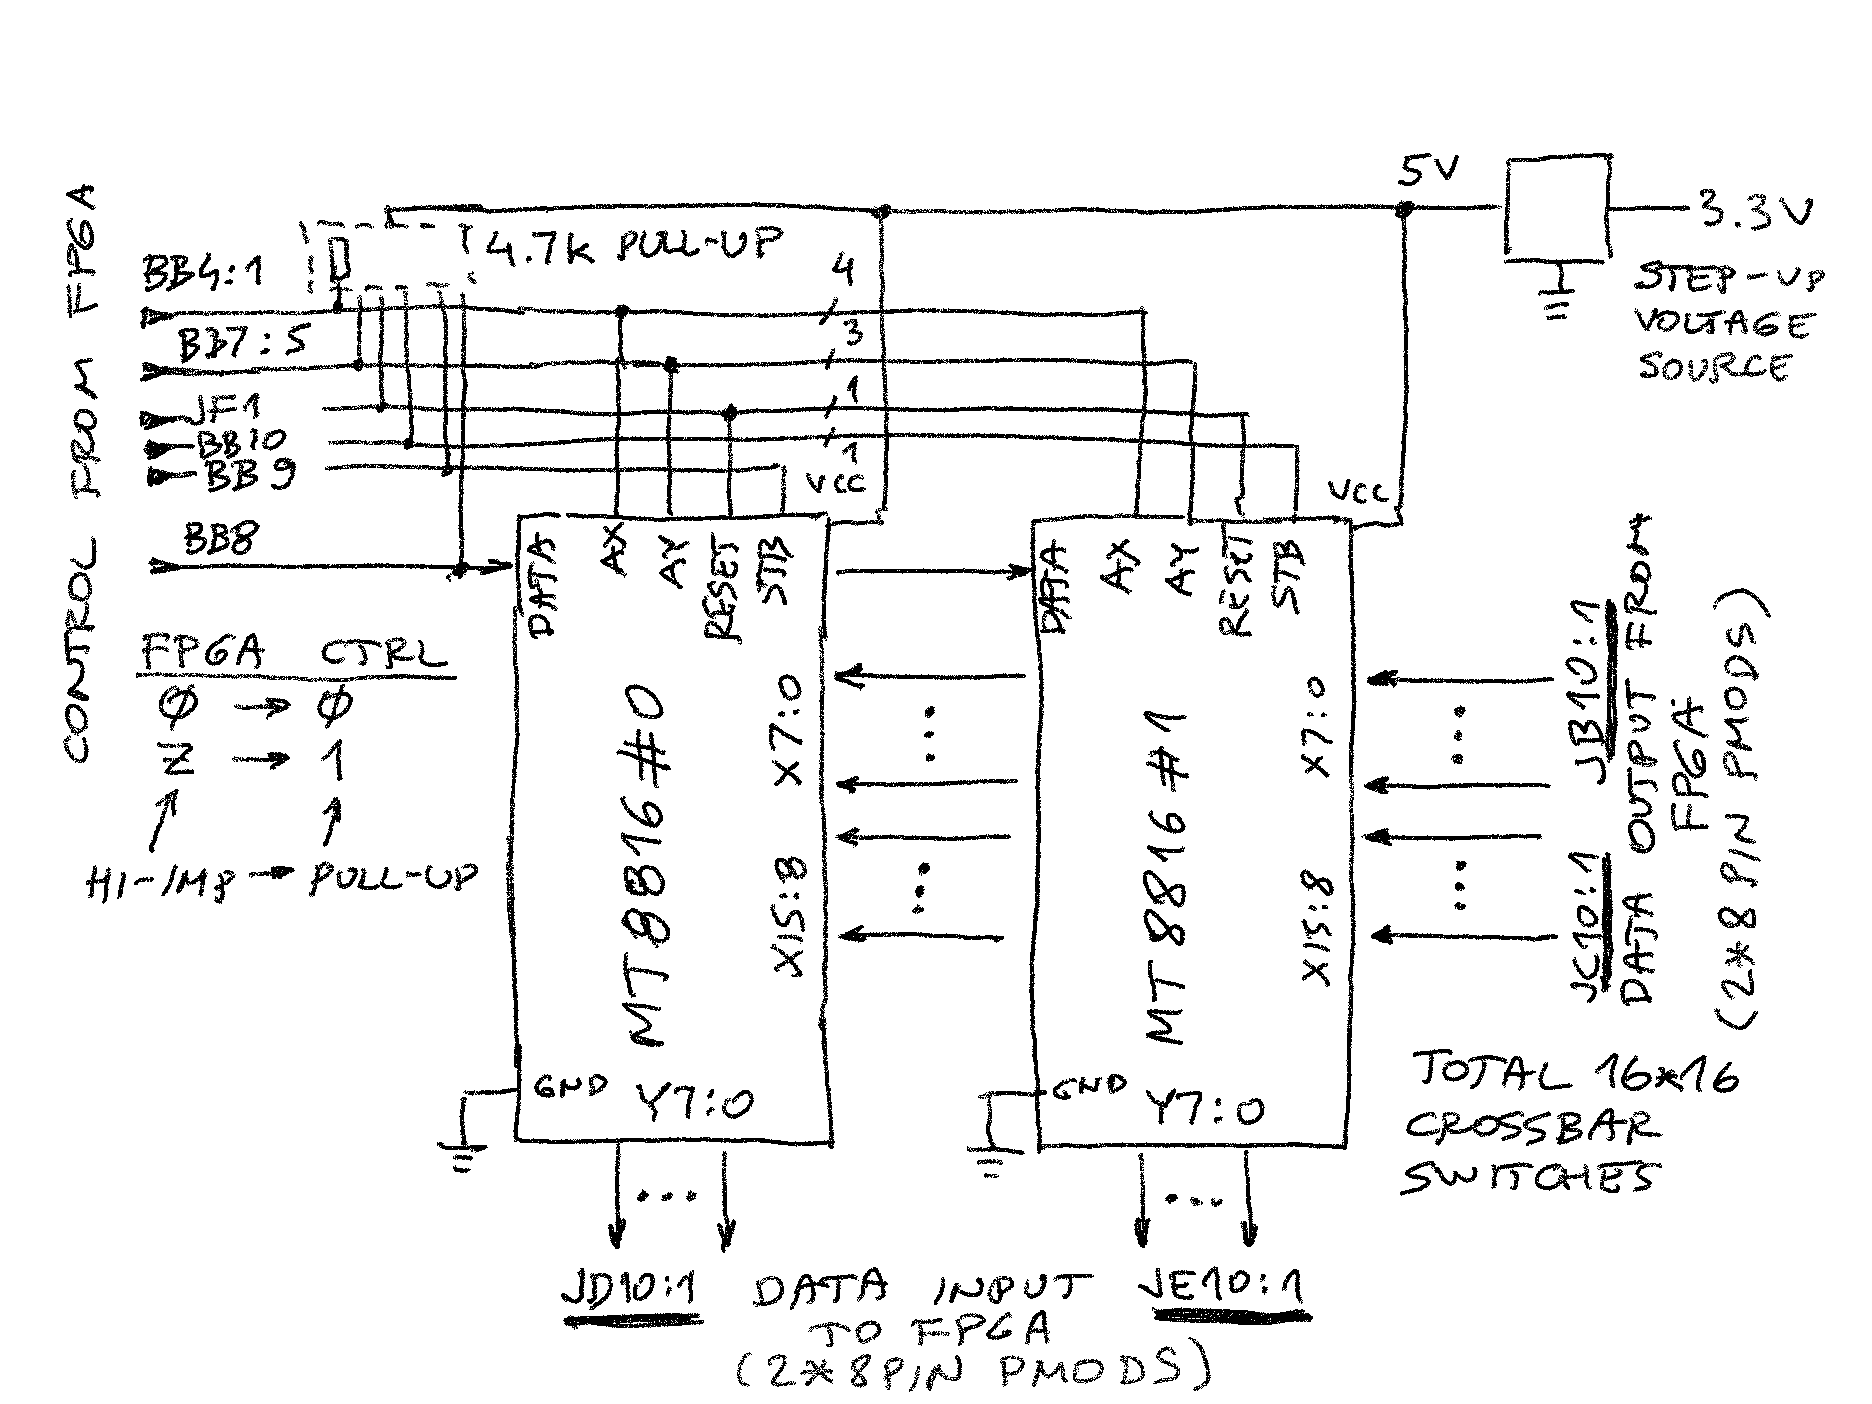 CONTROL FROM FPGA
5V
3.3V
STEP-UP
VOLTAGE
SOURCE
4.7K PULL-UP
BB4:1
4
BB7:5
3
JF1
1
BB10
1
BB9
VCC
VCC
BB8
DATA
AX
AY
RESET
STB
DATA
AX
AY
RESET
STB
FPGA CTRL
Ø → Ø
Z → 1
HI-IMP → PULL-UP
MT8816#0
X7:0
X15:8
MT8816#1
X7:0
X15:8
JB10:1
JC10:1
DATA OUTPUT FROM
FPGA
(2*8 PIN PMODS)
GND
Y7:0
GND
Y7:0
TOTAL 16*16
CROSSBAR
SWITCHES
JD10:1
DATA INPUT
TO FPGA
(2*8PIN PMODS)
JE10:1